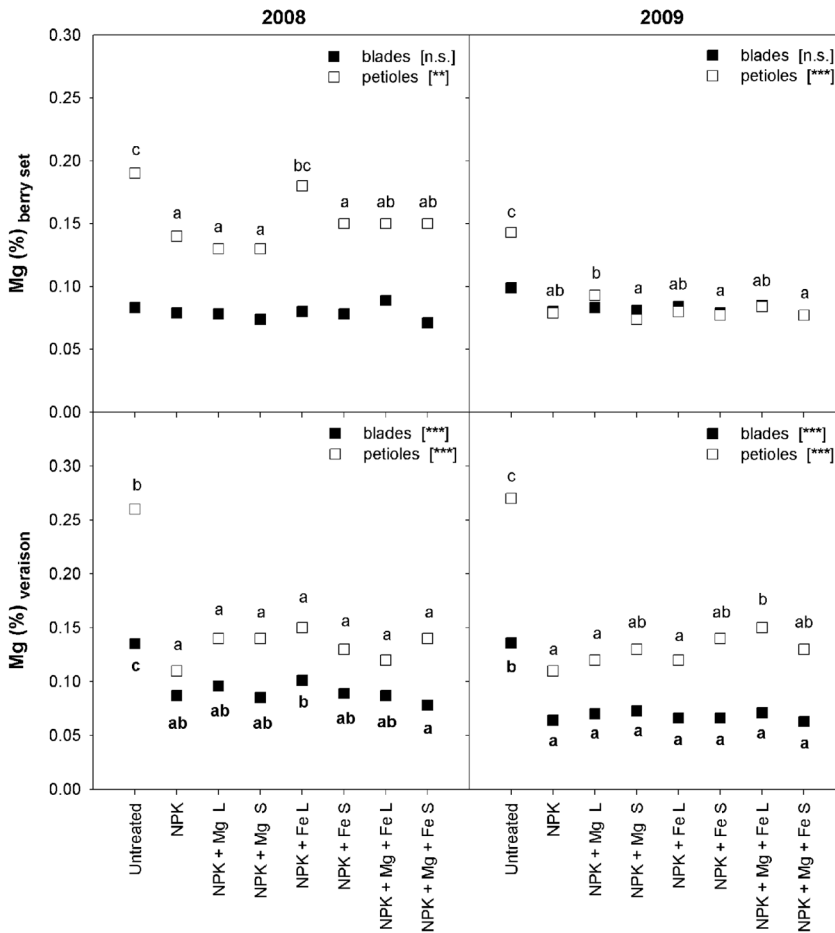 2008
2009
0.30
blades [n.s.]
petioles [**]
blades [n.s.]
petioles [***]
0.25
0.20
0.15
0.10
0.05
0.00
Mg (%) berry set
c
a
a
a
bc
a
ab
ab
c
ab
b
a
ab
a
ab
a
blades [***]
petioles [***]
blades [***]
petioles [***]
0.30
0.25
0.20
0.15
0.10
0.05
0.00
Mg (%) veraison
b
a
a
a
a
a
a
a
c
ab
ab
ab
b
ab
ab
a
c
a
a
ab
a
ab
b
ab
b
a
a
a
a
a
a
a
Untreated
NPK
NPK + Mg L
NPK + Mg S
NPK + Fe L
NPK + Fe S
NPK + Mg + Fe L
NPK + Mg + Fe S
Untreated
NPK
NPK + Mg L
NPK + Mg S
NPK + Fe L
NPK + Fe S
NPK + Mg + Fe L
NPK + Mg + Fe S